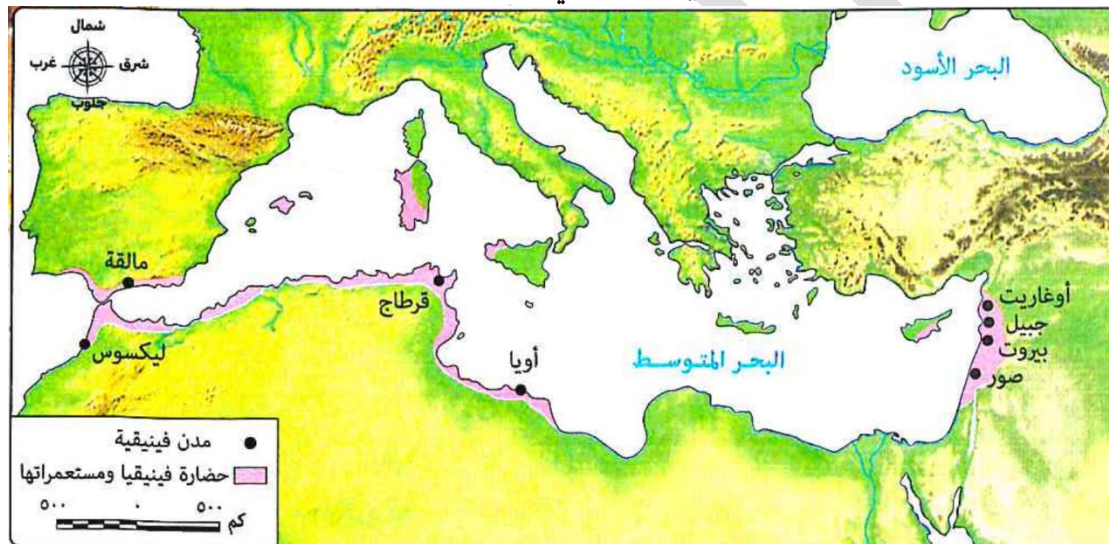 شمال
شرق
غرب
جنوب
البحر الأسود
مالقة
قرطاج
ليكسوس
أويا
البحر المتوسط
أوغاريت
جبيل
بيروت
صور
مدن فينيقية
حضارة فينيقيا ومستعمراتها
٥٠٠ ٠ ٥٠٠
كم